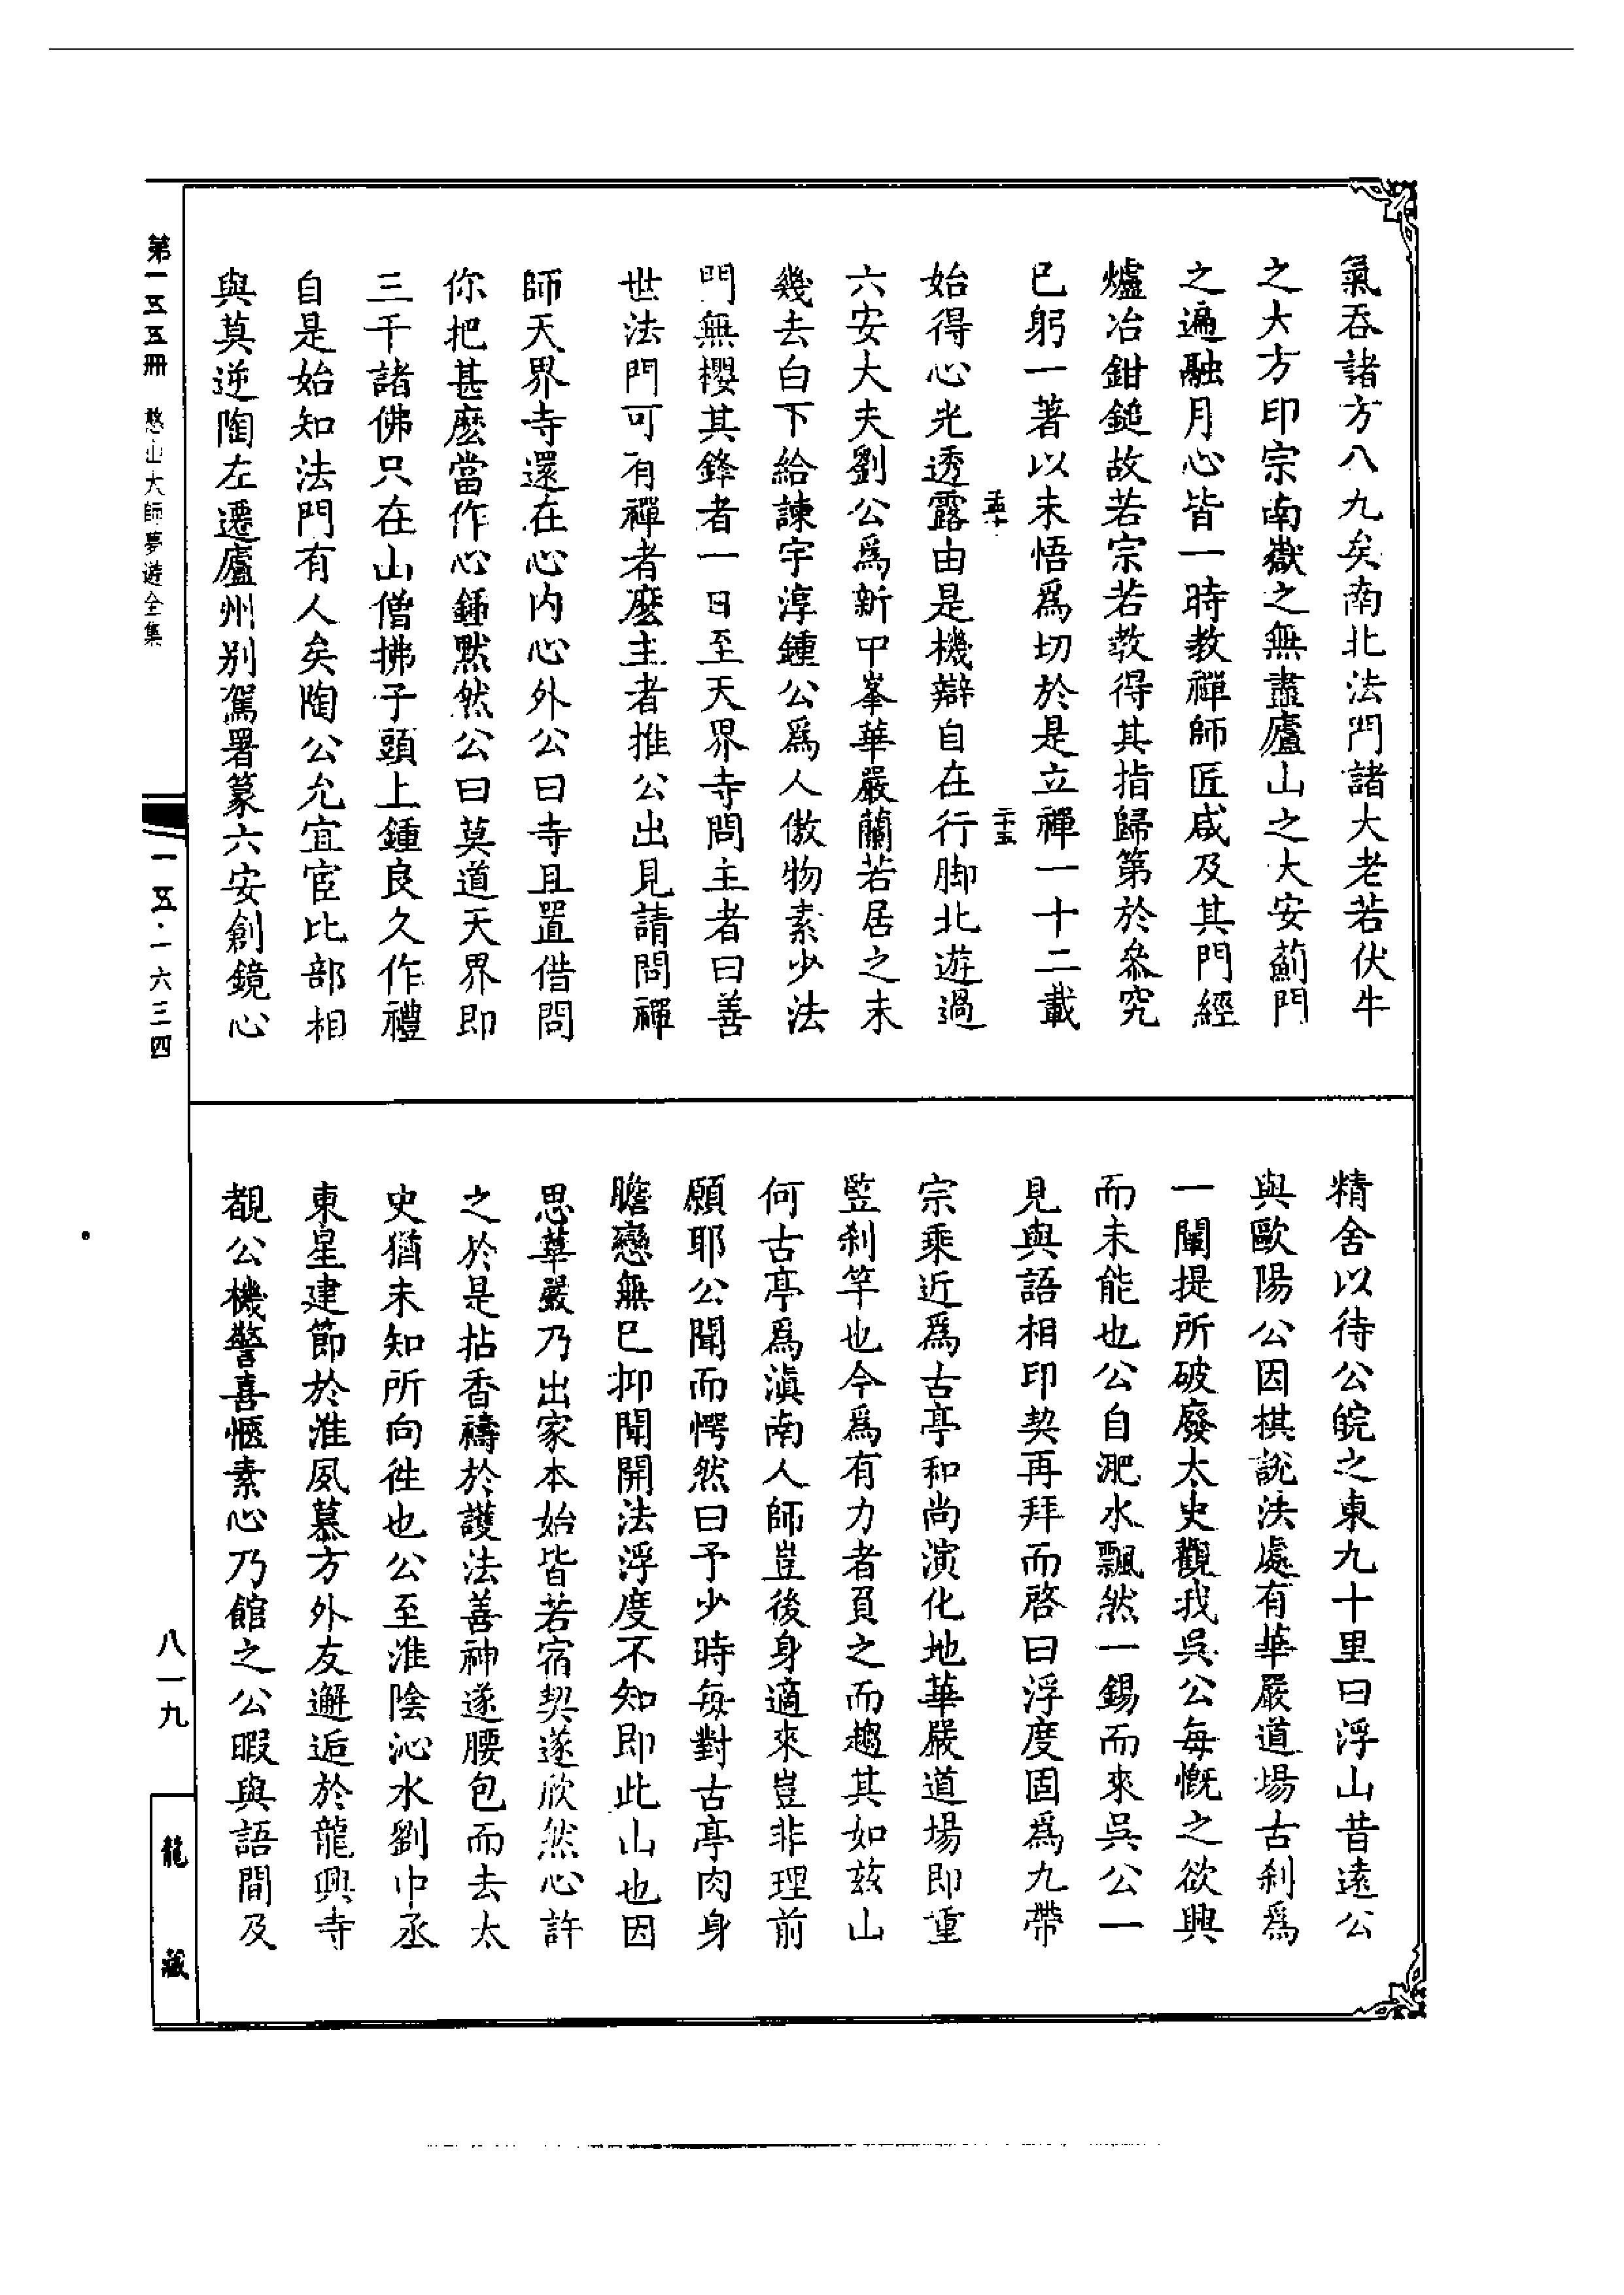 氣吞諸方八九矣南北法門諸大老若伏牛
之大方印宗南嶽之無盡廬山之大安薊門
之遍融月心皆一時教禪師匠咸及其門經
爐冶鉗鎚故若宗若教得其指歸第於叅究
已躬一著以未悟爲切於是立禪一十二載
始得心光透露由是機辯自在行脚北遊過
六安大夫劉公爲新中峯華嚴蘭若居之未
幾去白下給諫宇淳鍾公爲人傲物素少法
門無櫻其鋒者一日至天界寺問主者曰善
世法門可有禪者麽主者推公出見請問禪
師天界寺還在心內心外公曰寺且置借問
你把甚麽當作心鍾默然公曰莫道天界即
三千諸佛只在山僧拂子頭上鍾良久作禮
自是始知法門有人矣陶公允宜宦比部相
與莫逆陶左遷廬州別駕署篆六安創鏡心
精舍以待公皖之東九十里曰浮山昔遠公
與歐陽公因棋說法處有華嚴道場古刹爲
一闡提所破廢太史觀我吳公每慨之欲興
而未能也公自淝水飄然一錫而來吳公一
見與語相印契再拜而啓曰浮度固爲九帶
宗乘近爲古亭和尚演化地華嚴道場即重
竪刹竿也今爲有力者負之而趨其如兹山
何古亭爲滇南人師豈後身適來豈非理前
願耶公聞而愕然曰予少時每對古亭肉身
瞻戀無已抑聞開法浮度不知即此山也因
思華嚴乃出家本始皆若宿契遂欣然心許
之於是拈香禱於護法善神遂腰包而去太
史猶未知所向徃也公至淮陰沁水劉中丞
東星建節於淮夙慕方外友邂逅於龍興寺
覩公機警喜愜素心乃館之公暇與語間及
第一五五冊　憨山大師夢遊全集
一五·一六三四
八一九
龍藏